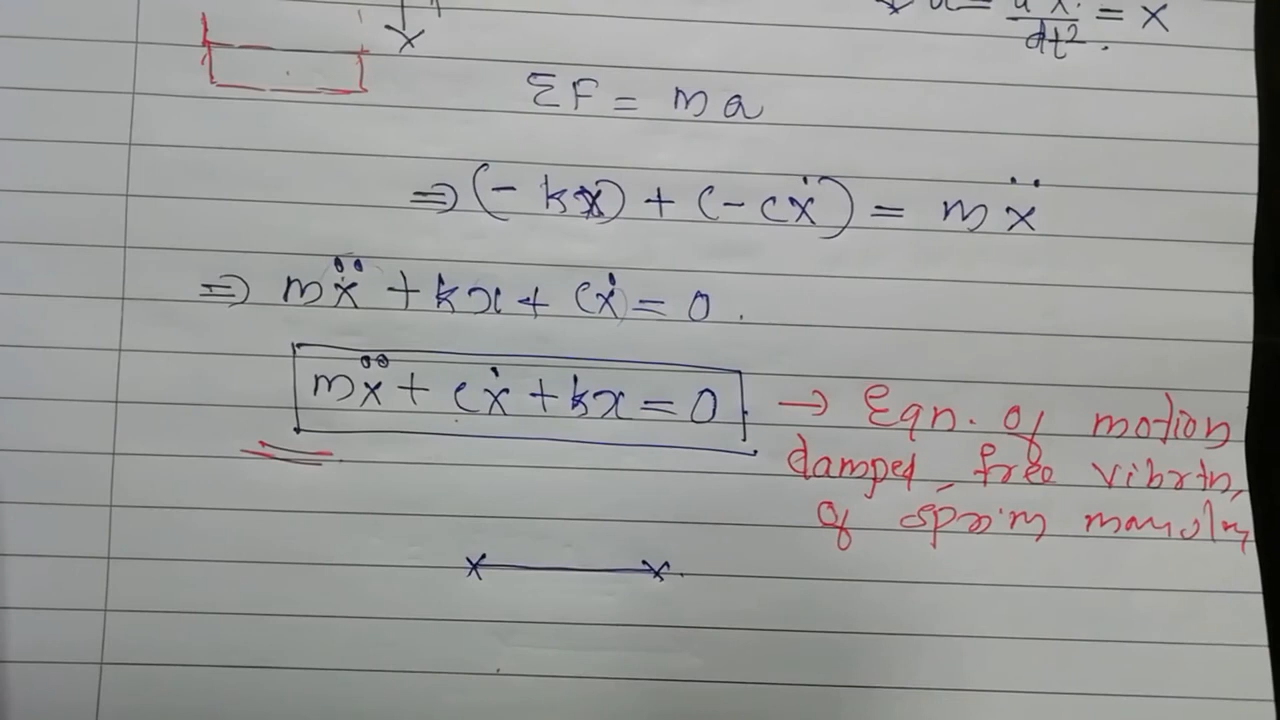 x
a = d²x/dt² = ẍ
ΣF = ma
⇒ (- kx) + (- cẋ) = mẍ
⇒ mẍ + kx + cẋ = 0.
mẍ + cẋ + kx = 0 → Eqn. of motion
damped, free vibrtn,
of